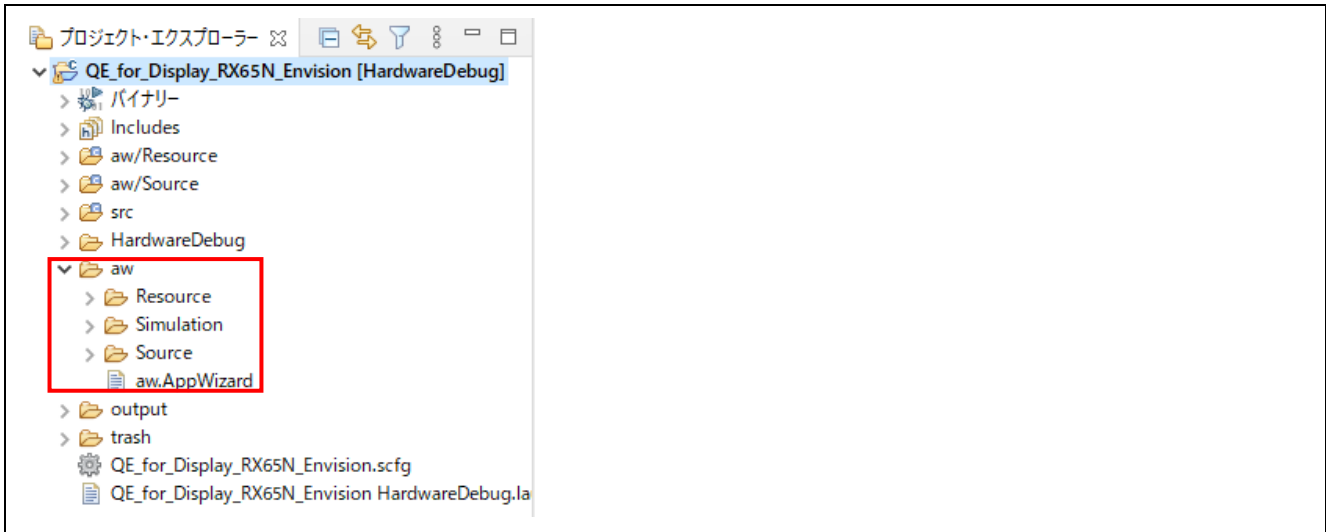 プロジェクト・エクスプローラー
QE_for_Display_RX65N_Envision [HardwareDebug]
バイナリー
Includes
aw/Resource
aw/Source
src
HardwareDebug
aw
Resource
Simulation
Source
aw.AppWizard
output
trash
QE_for_Display_RX65N_Envision.scfg
QE_for_Display_RX65N_Envision HardwareDebug.la